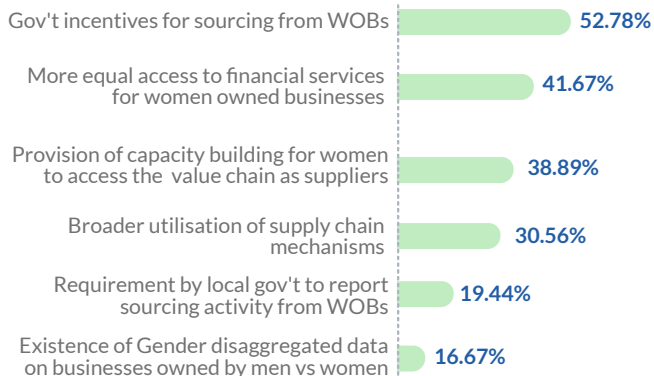 Gov't incentives for sourcing from WOBs 52.78%
More equal access to financial services
for women owned businesses
41.67%
Provision of capacity building for women
to access the value chain as suppliers
38.89%
Broader utilisation of supply chain
mechanisms
30.56%
Requirement by local gov't to report
sourcing activity from WOBs
19.44%
Existence of Gender disaggregated data
on businesses owned by men vs women
16.67%